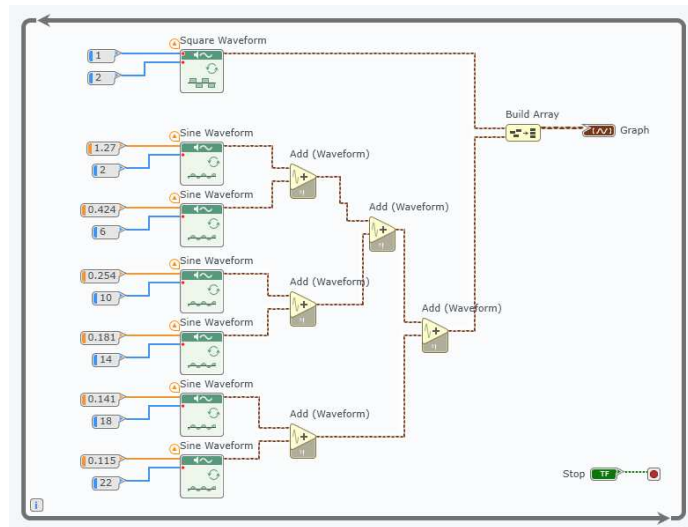 Square Waveform
1
2
Build Array
Graph
Sine Waveform
1.27
2
Add (Waveform)
Sine Waveform
0.424
6
Add (Waveform)
Sine Waveform
0.254
10
Add (Waveform)
Add (Waveform)
Sine Waveform
0.181
14
Sine Waveform
0.141
18
Add (Waveform)
Sine Waveform
0.115
22
Stop
TF
i